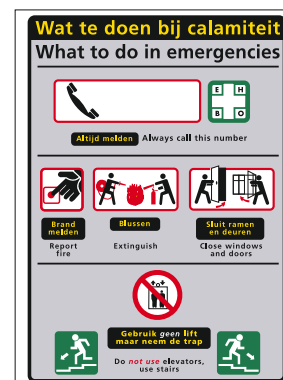 Wat te doen bij calamiteit
What to do in emergencies
E H
B O
Altijd melden Always call this number
Brand melden
Blussen
Sluit ramen en deuren
Report fire
Extinguish
Close windows and doors
Gebruik geen lift
maar neem de trap
Do not use elevators,
use stairs